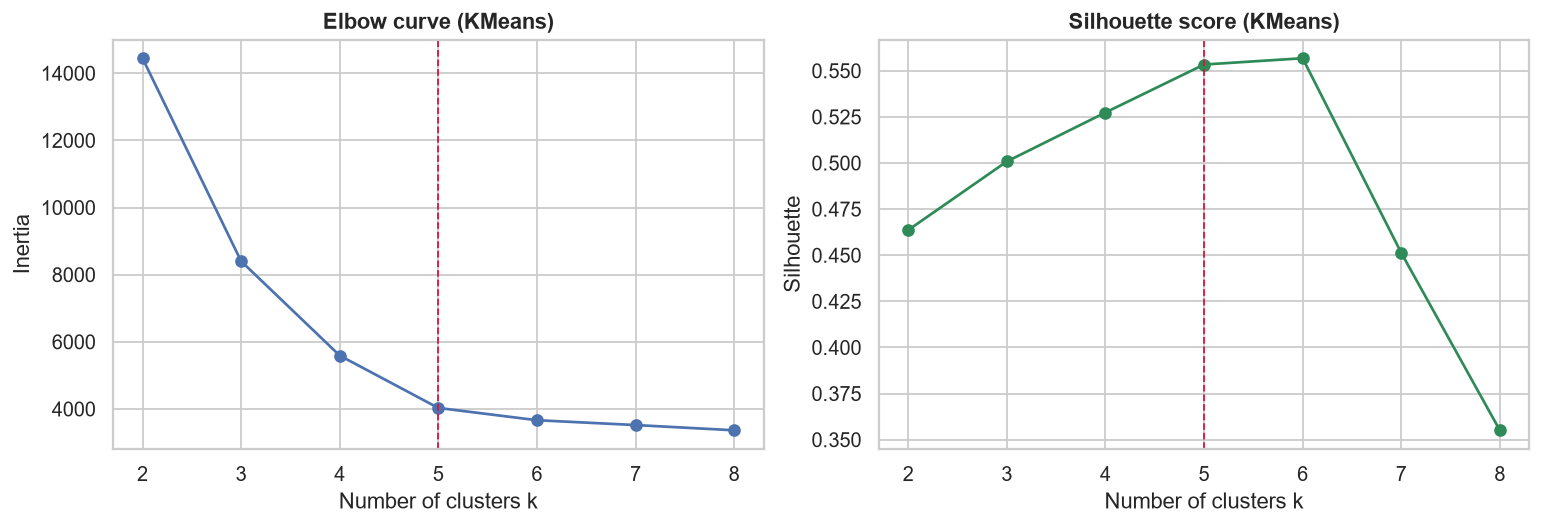 Elbow curve (KMeans)
14000
12000
10000
8000
6000
4000
Inertia
2 3 4 5 6 7 8
Number of clusters k
Silhouette score (KMeans)
0.550
0.525
0.500
0.475
0.450
0.425
0.400
0.375
0.350
Silhouette
2 3 4 5 6 7 8
Number of clusters k